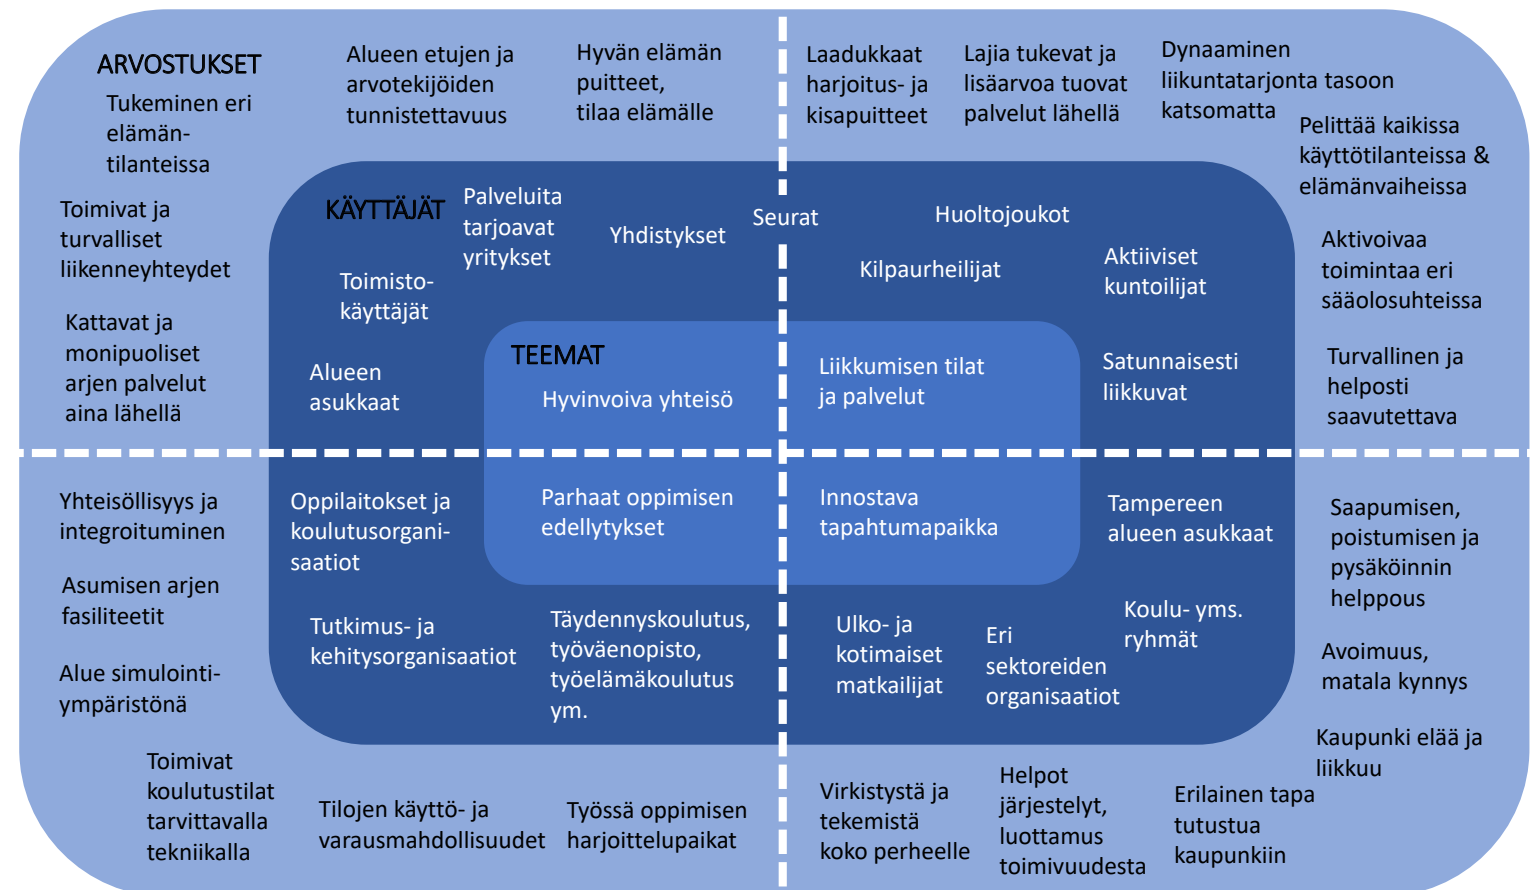 ARVOSTUKSET
Tukeminen eri
elämän-
tilanteissa
Alueen etujen ja
arvotekijöiden
tunnistettavuus
Hyvän elämän
puitteet,
tilaa elämälle
Laadukkaat
harjoitus- ja
kisapuitteet
Lajia tukevat ja
lisäarvoa tuovat
palvelut lähellä
Dynaaminen
liikuntatarjonta tasoon
katsomatta
Pelittää kaikissa
käyttötilanteissa &
elämänvaiheissa
Toimivat ja
turvalliset
liikenneyhteydet
Kattavat ja
monipuoliset
arjen palvelut
aina lähellä
KÄYTTÄJÄT
Palveluita
tarjoavat
yritykset
Yhdistykset
Seurat
Huoltojoukot
Kilpaurheilijat
Aktiiviset
kuntoilijat
Toimisto-
käyttäjät
Alueen
asukkaat
Satunnaisesti
liikkuvat
Aktivoivaa
toimintaa eri
sääolosuhteissa
Turvallinen ja
helposti
saavutettava
TEEMAT
Hyvinvoiva yhteisö
Liikkumisen tilat
ja palvelut
Parhaat oppimisen
edellytykset
Innostava
tapahtumapaikka
Yhteisöllisyys ja
integroituminen
Asumisen arjen
fasiliteetit
Alue simulointi-
ympäristönä
Oppilaitokset ja
koulutusorgani-
saatiot
Tutkimus- ja
kehitysorganisaatiot
Täydennyskoulutus,
työväenopisto,
työelämäkoulutus
ym.
Ulko- ja
kotimaiset
matkailijat
Eri
sektoreiden
organisaatiot
Koulu- yms.
ryhmät
Tampereen
alueen asukkaat
Saapumisen,
poistumisen ja
pysäköinnin
helppous
Avoimuus,
matala kynnys
Kaupunki elää ja
liikkuu
Toimivat
koulutustilat
tarvittavalla
tekniikalla
Tilojen käyttö- ja
varausmahdollisuudet
Työssä oppimisen
harjoittelupaikat
Virkistystä ja
tekemistä
koko perheelle
Helpot
järjestelyt,
luottamus
toimivuudesta
Erilainen tapa
tutustua
kaupunkiin